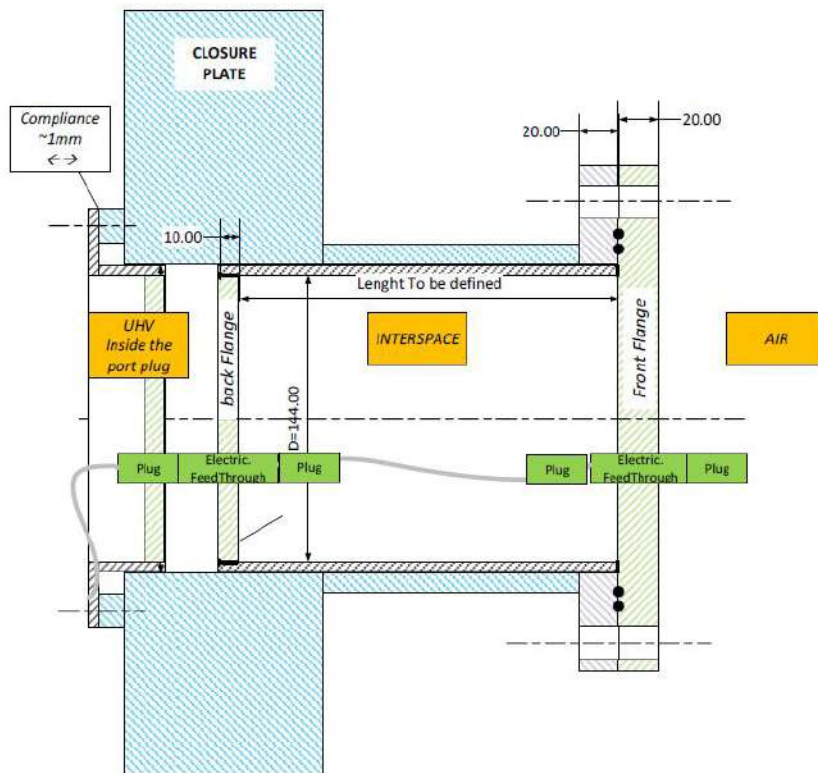 CLOSURE
PLATE
Compliance
~1mm
20.00
20.00
10.00
Lenght To be defined
UHV
Inside the
port plug
back Flange
INTERSPACE
Front Flange
AIR
D=144.00
Plug
Electric.
FeedThrough
Plug
Plug
Electric.
FeedThrough
Plug